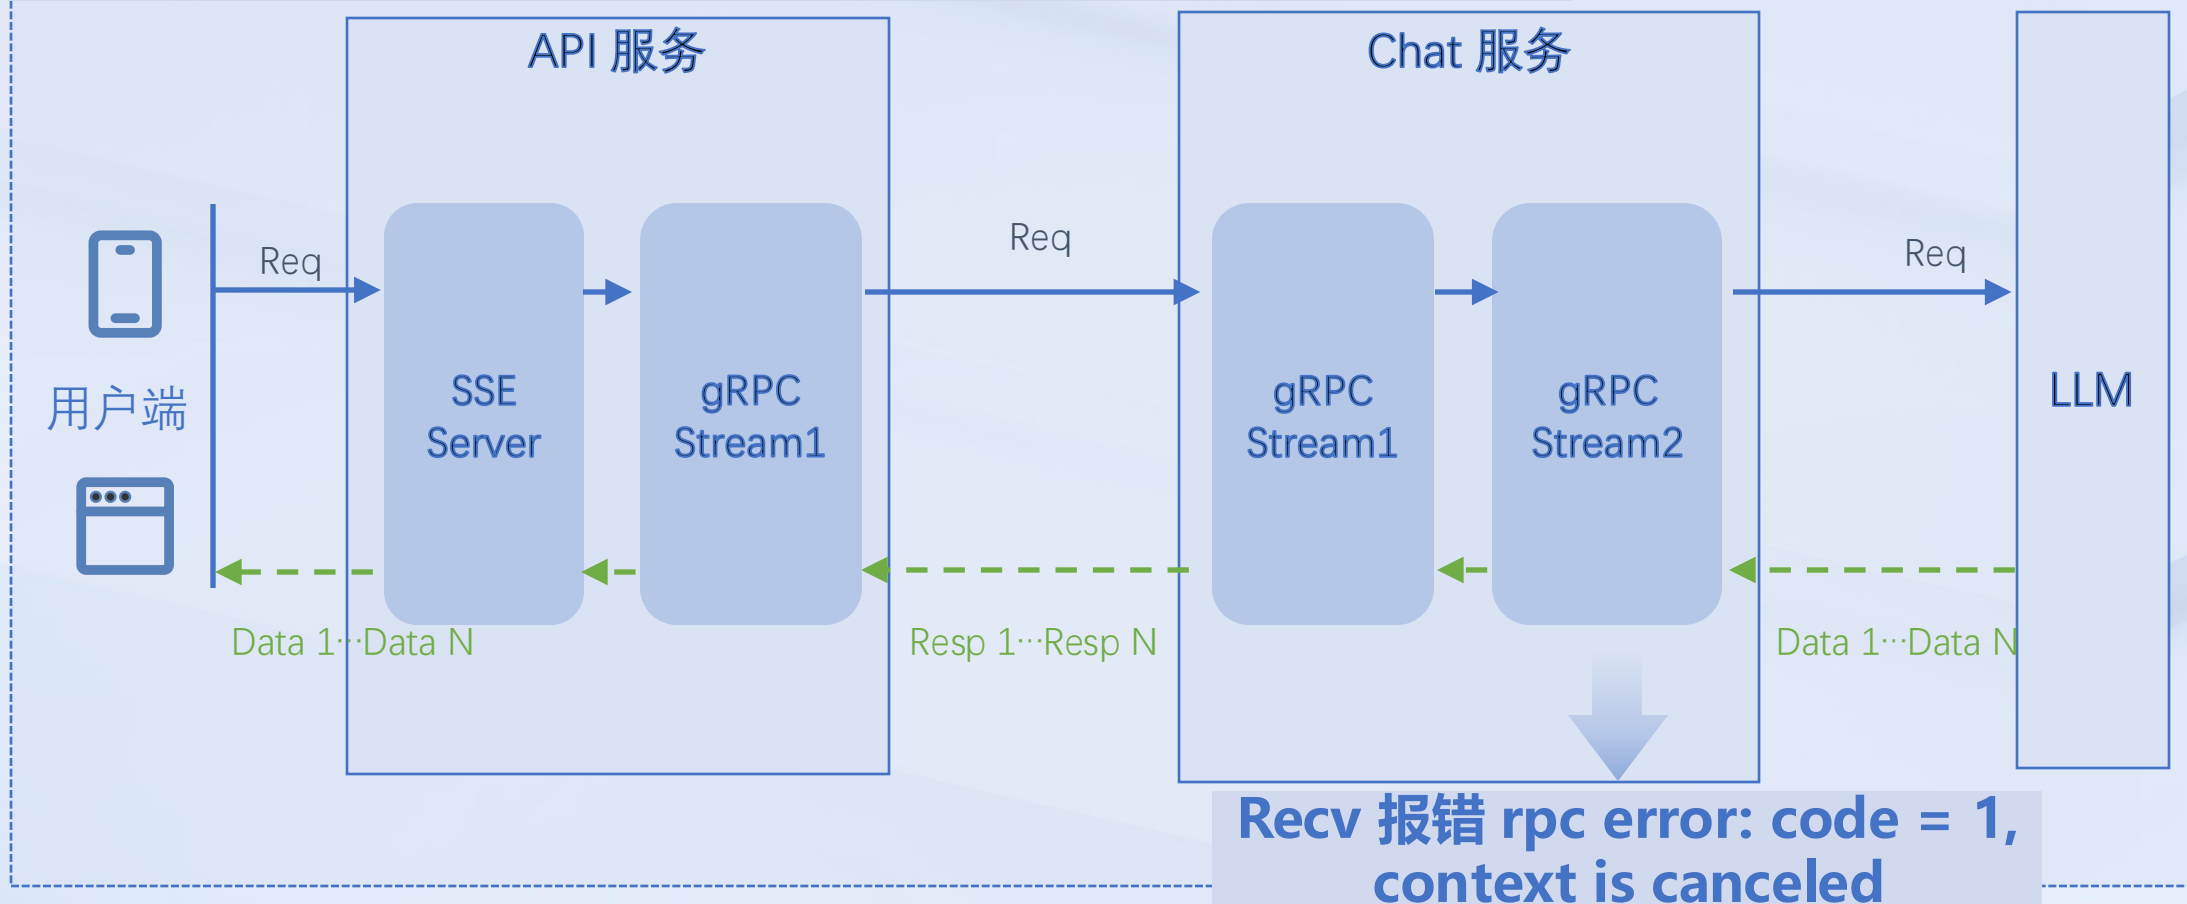 API 服务
Chat 服务
Req
Req
Req
用户端
SSE
Server
gRPC
Stream1
gRPC
Stream1
gRPC
Stream2
LLM
Data 1…Data N
Resp 1…Resp N
Data 1…Data N
Recv 报错 rpc error: code = 1,
context is canceled